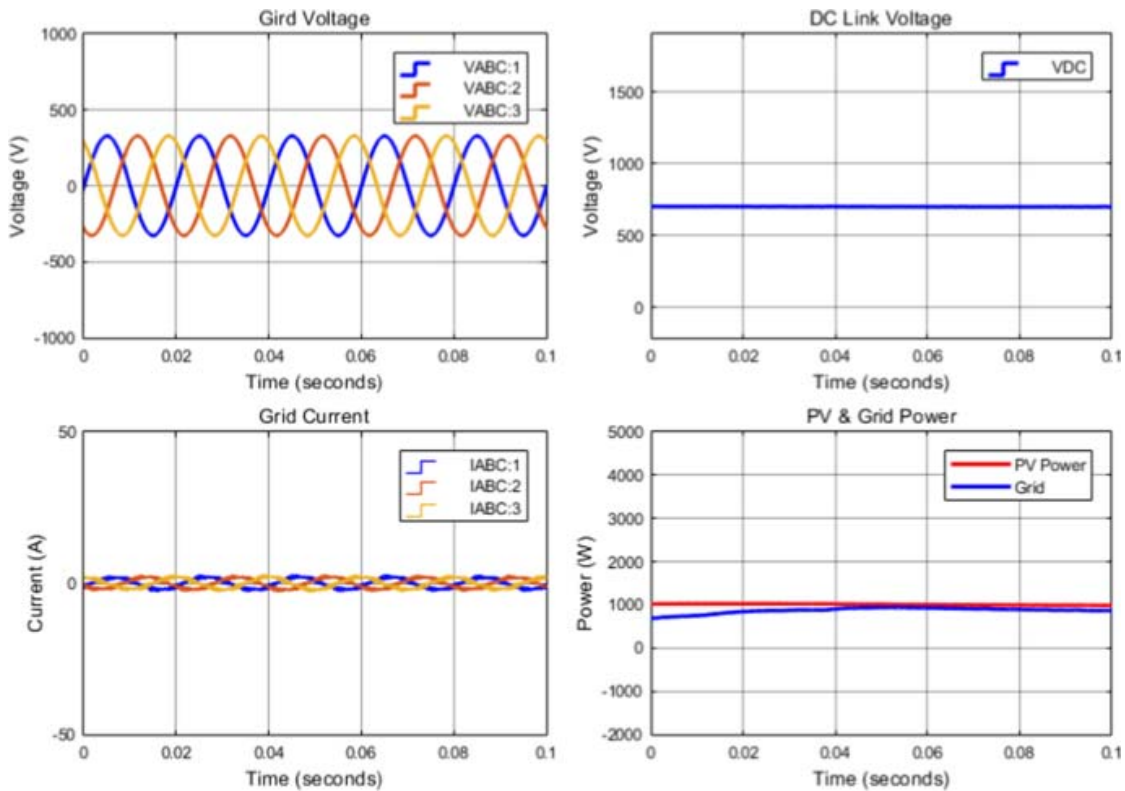 Gird Voltage
1000
500
0
-500
-1000
Voltage (V)
VABC:1
VABC:2
VABC:3
0 0.02 0.04 0.06 0.08 0.1
Time (seconds)
DC Link Voltage
1500
1000
500
0
Voltage (V)
VDC
0 0.02 0.04 0.06 0.08 0.1
Time (seconds)
Grid Current
50
0
-50
Current (A)
IABC:1
IABC:2
IABC:3
0 0.02 0.04 0.06 0.08 0.1
Time (seconds)
PV & Grid Power
5000
4000
3000
2000
1000
0
-1000
-2000
Power (W)
PV Power
Grid
0 0.02 0.04 0.06 0.08 0.1
Time (seconds)